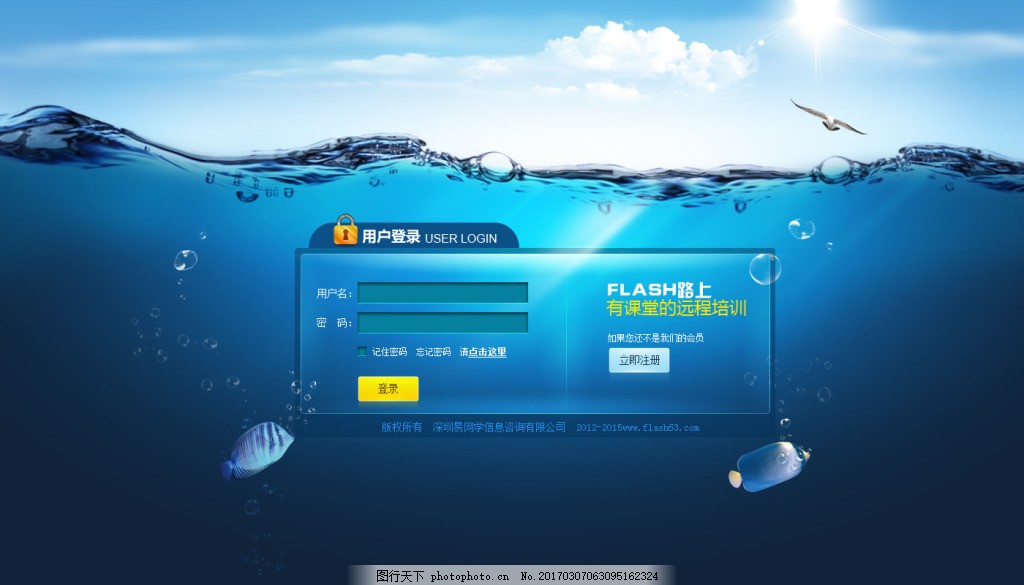 用户登录 USER LOGIN
用户名：
密 码：
记住密码 忘记密码 请点击这里
登录
FLASH路上
有课堂的远程培训
如果您还不是我们的会员
立即注册
版权所有 深圳易网学信息咨询有限公司 2012-2015www.flash63.com
图行天下 photophoto.cn No.20170307063095162324